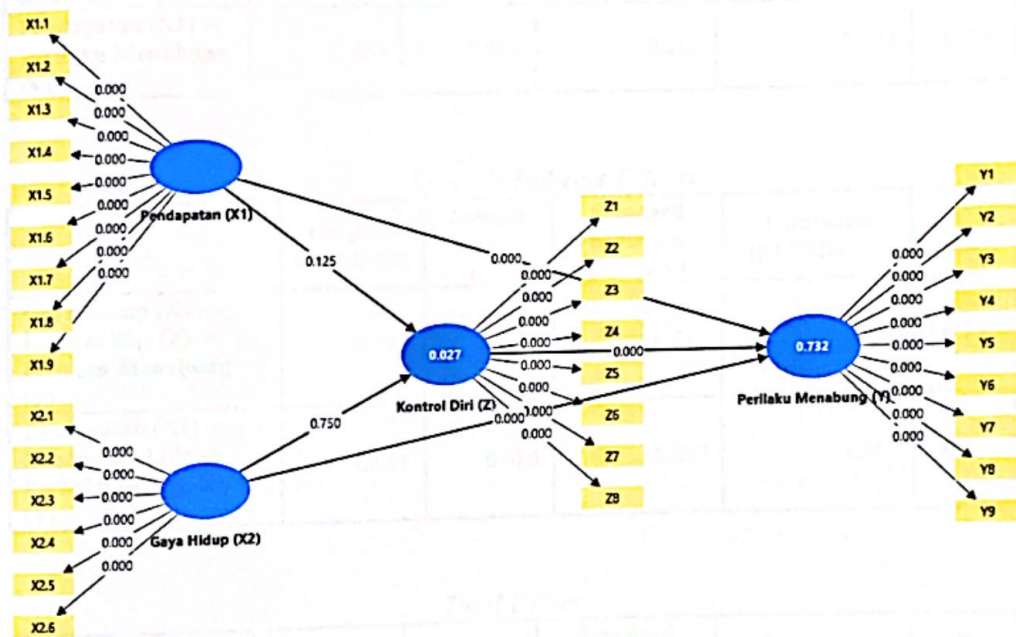 X1.1
X1.2
X1.3
X1.4
X1.5
X1.6
X1.7
X1.8
X1.9
0.000
0.000
0.000
0.000
0.000
0.000
0.000
0.000
0.000
Pendapatan (X1)
0.125
0.000
X2.1
X2.2
X2.3
X2.4
X2.5
X2.6
0.000
0.000
0.000
0.000
0.000
0.000
Gaya Hidup (X2)
0.750
0.000
0.027
Kontrol Diri (Z)
0.000
0.000
0.000
0.000
0.000
0.000
0.000
0.000
Z1
Z2
Z3
Z4
Z5
Z6
Z7
Z8
0.000
0.732
Perilaku Menabung (Y)
0.000
0.000
0.000
0.000
0.000
0.000
0.000
0.000
0.000
Y1
Y2
Y3
Y4
Y5
Y6
Y7
Y8
Y9